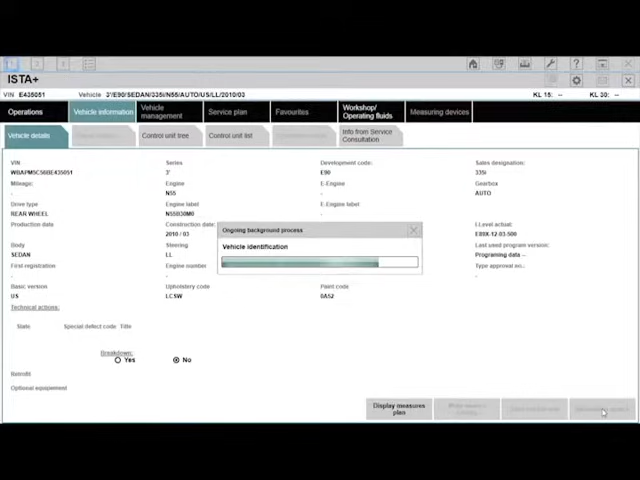 1 2 3
ISTA+
VIN E435051 Vehicle 3'/E90/SEDAN/335i/N55/AUTO/US/LL/2010/03 KL 15: -- KL 30: --
Operations Vehicle information Vehicle management Service plan Favourites Workshop/ Operating fluids Measuring devices
Vehicle details Control unit tree Control unit list Info from Service Consultation
VIN Series Development code: Sales designation:
WBAPM5C56BE435051 3' E90 335i
Mileage: Engine E-Engine Gearbox
- N55 - AUTO
Drive type Engine label E-Engine label
REAR WHEEL N55B30M0 -
Production date Construction date: I.Level actual:
- 2010 / 03 E89X-12-03-500
Ongoing background process
Vehicle identification
Body Steering Last used program version:
SEDAN LL Programing data --
First registration Engine number Type approval no.:
Basic version Upholstery code Paint code
US LCSW 0A52
Technical actions:
State Special defect code Title
Breakdown:
Yes No
Retrofit
Optional equipement
Display measures plan